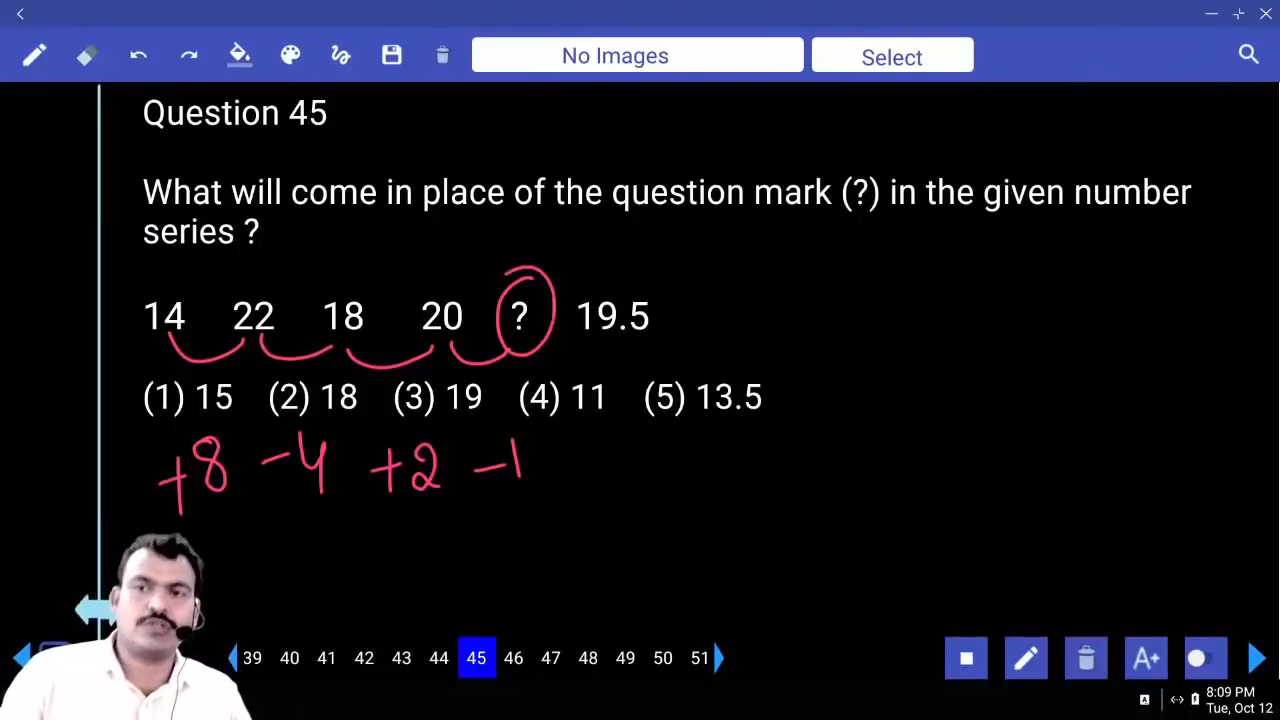 No Images
Select
Question 45
What will come in place of the question mark (?) in the given number
series ?
14 22 18 20 ? 19.5
(1) 15 (2) 18 (3) 19 (4) 11 (5) 13.5
+8 -4 +2 -1
39 40 41 42 43 44 45 46 47 48 49 50 51
A+
A
8:09 PM
Tue, Oct 12